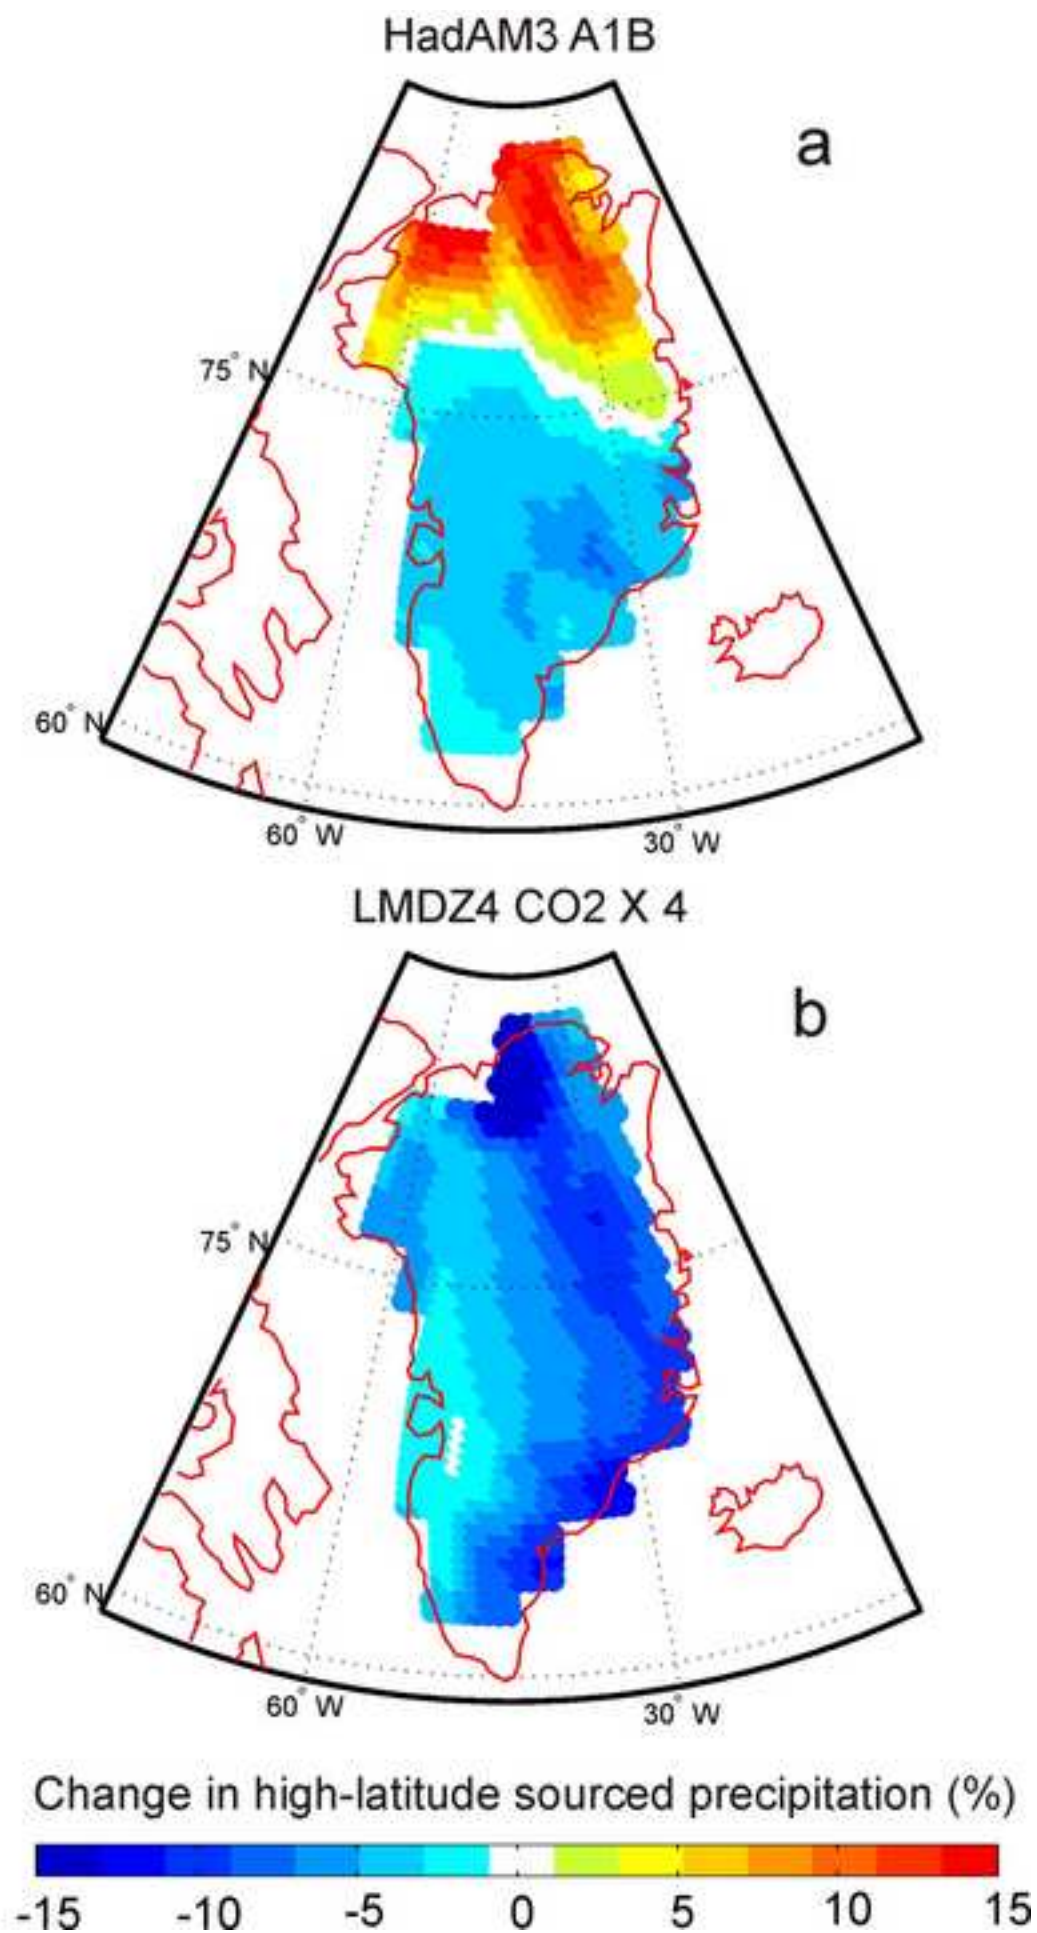 HadAM3 A1B
a
75° N
60° N
60° W
30° W
LMDZ4 CO2 X 4
b
75° N
60° N
60° W
30° W
Change in high-latitude sourced precipitation (%)
-15 -10 -5 0 5 10 15